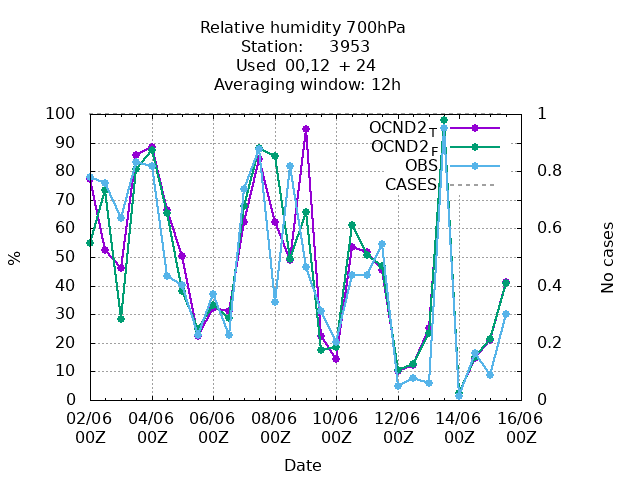 Relative humidity 700hPa
Station: 3953
Used 00,12 + 24
Averaging window: 12h
100
90
80
70
60
50
40
30
20
10
0
%
1
0.8
0.6
0.4
0.2
0
No cases
OCND2_T
OCND2_F
OBS
CASES
02/06 04/06 06/06 08/06 10/06 12/06 14/06 16/06
00Z 00Z 00Z 00Z 00Z 00Z 00Z 00Z
Date